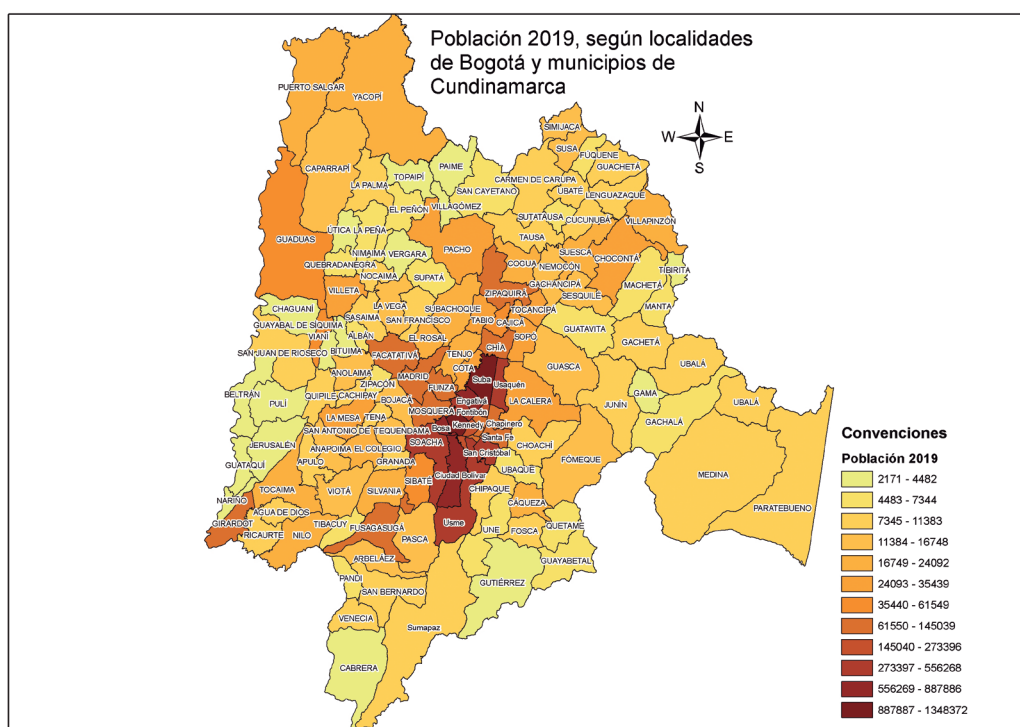 Población 2019, según localidades
de Bogotá y municipios de
Cundinamarca
N
W
E
S
PUERTO SALGAR
YACOPÍ
CAPARRAPÍ
LA PALMA
TOPAIPÍ
PAIME
SAN CAYETANO
EL PEÑÓN
VILLAGÓMEZ
SIMIJACA
SUSA
FUQUENE
GUACHETÁ
CARMEN DE CARUPA
UBATÉ
LENGUAZAQUE
SUTATAUSA
CUCUNUBÁ
VILLAPINZÓN
TAUSA
GUADUAS
ÚTICA
LA PEÑA
NIMAIMA
VERGARA
PACHO
QUEBRADANEGRA
NOCAIMA
SUPATÁ
COGUA
SUESCA
NEMOCÓN
CHOCONTÁ
TIBIRITA
MACHETÁ
MANTA
VILLETA
ZIPAQUIRÁ
GACHANCIPA
SESQUILÉ
CHAGUANÍ
LA VEGA
SASAIMA
SAN FRANCISCO
SUBACHOQUE
TABIO
CAJICÁ
TOCANCIPA
GUATAVITA
GUAYABAL DE SÍQUIMA
VIANÍ
ALBÁN
EL ROSAL
SOPÓ
GACHETÁ
SAN JUAN DE RIOSECO
BITUIMA
FACATATIVÁ
TENJO
CHÍA
COTA
GUASCA
UBALÁ
ANOLAIMA
ZIPACÓN
MADRID
FUNZA
Suba
Usaquén
BELTRÁN
PULÍ
QUIPILE
CACHIPAY
BOJACÁ
Engativá
LA CALERA
JUNÍN
GAMA
UBALÁ
LA MESA
TENA
MOSQUERA
Fontibón
GACHALÁ
Chapinero
SAN ANTONIO DE TEQUENDAMA
Bosa
Kennedy
JERUSALÉN
ANAPOIMA
EL COLEGIO
SOACHA
Santa Fé
CHOACHÍ
San Cristóbal
GUATAQUÍ
APULO
GRANADA
UBAQUE
FÓMEQUE
MEDINA
Ciudad Bolívar
NARIÑO
TOCAIMA
VIOTÁ
SILVANIA
SIBATÉ
CHIPAQUE
CÁQUEZA
PARATEBUENO
AGUA DE DIOS
GIRARDOT
RICAURTE
NILO
TIBACUY
FUSAGASUGÁ
PASCA
Usme
UNE
FOSCA
QUETAME
ARBELÁEZ
GUAYABETAL
PANDI
SAN BERNARDO
GUTIÉRREZ
VENECIA
Sumapaz
CABRERA
Convenciones
Población 2019
2171 - 4482
4483 - 7344
7345 - 11383
11384 - 16748
16749 - 24092
24093 - 35439
35440 - 61549
61550 - 145039
145040 - 273396
273397 - 556268
556269 - 887886
887887 - 1348372